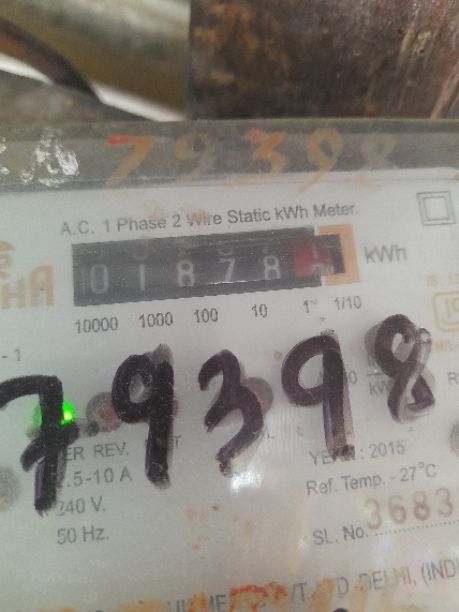 79398
A.C. 1 Phase 2 Wire Static kWh Meter.
01878 kWh
10000 1000 100 10 1 1/10
79398
REV.
.5-10 A
240 V.
50 Hz.
YEAR : 2015
Ref. Temp. - 27°C
SL. No. 3683
DELHI, (INDI